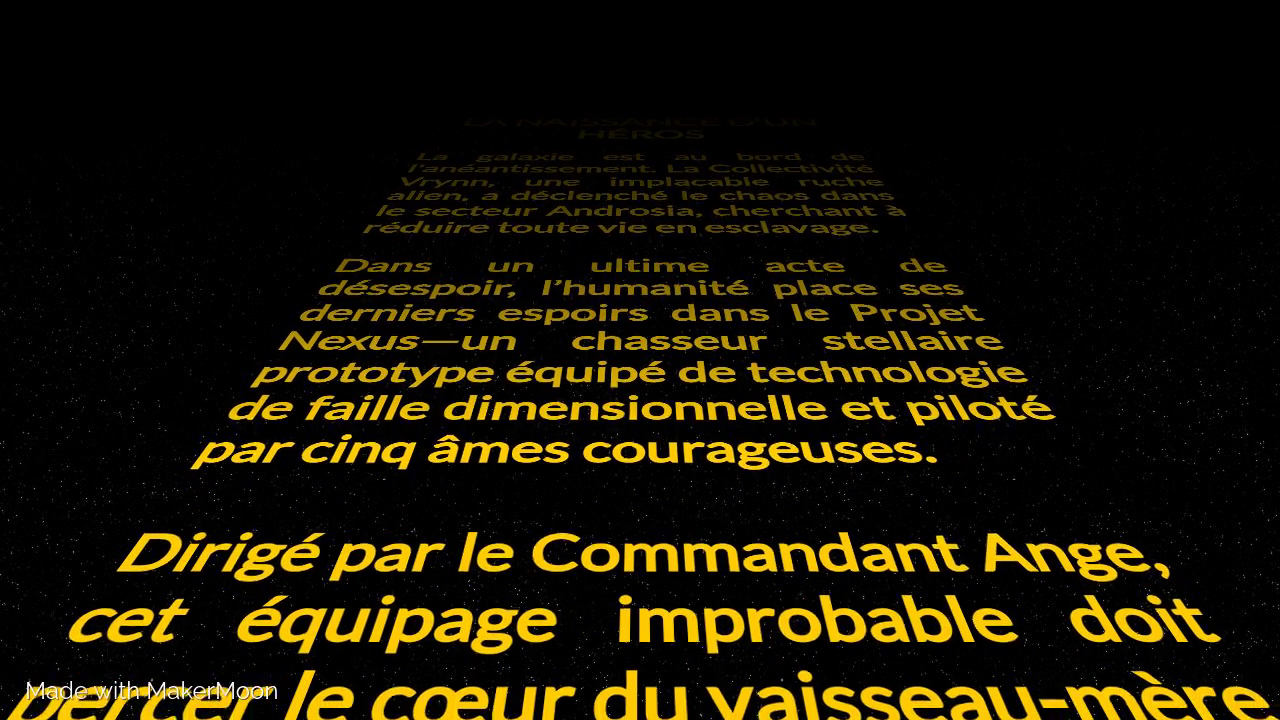 LA NAISSANCE D'UN
HÉROS
La galaxie est au bord de
l'anéantissement. La Collectivité
Vrynn, une implacable ruche
alien, a déclenché le chaos dans
le secteur Androsia, cherchant à
réduire toute vie en esclavage.
Dans un ultime acte de
désespoir, l'humanité place ses
derniers espoirs dans le Projet
Nexus—un chasseur stellaire
prototype équipé de technologie
de faille dimensionnelle et piloté
par cinq âmes courageuses.
Dirigé par le Commandant Ange,
cet équipage improbable doit
percer le cœur du vaisseau-mère
Made with MakerMoon